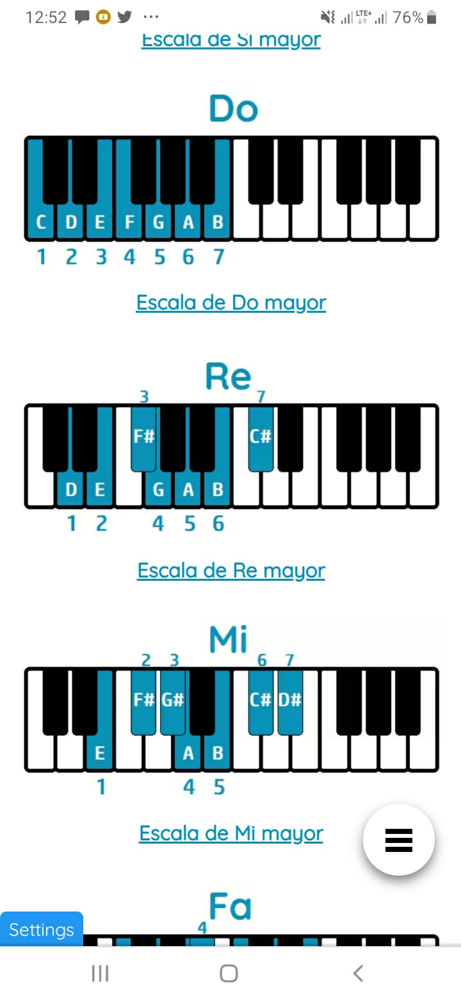 12:52 LTE+ 76%
Escala de Si mayor
Do
C D E F G A B
1 2 3 4 5 6 7
Escala de Do mayor
Re
3 7
F# C#
D E G A B
1 2 4 5 6
Escala de Re mayor
Mi
2 3 6 7
F# G# C# D#
E A B
1 4 5
Escala de Mi mayor
Fa
4
Settings